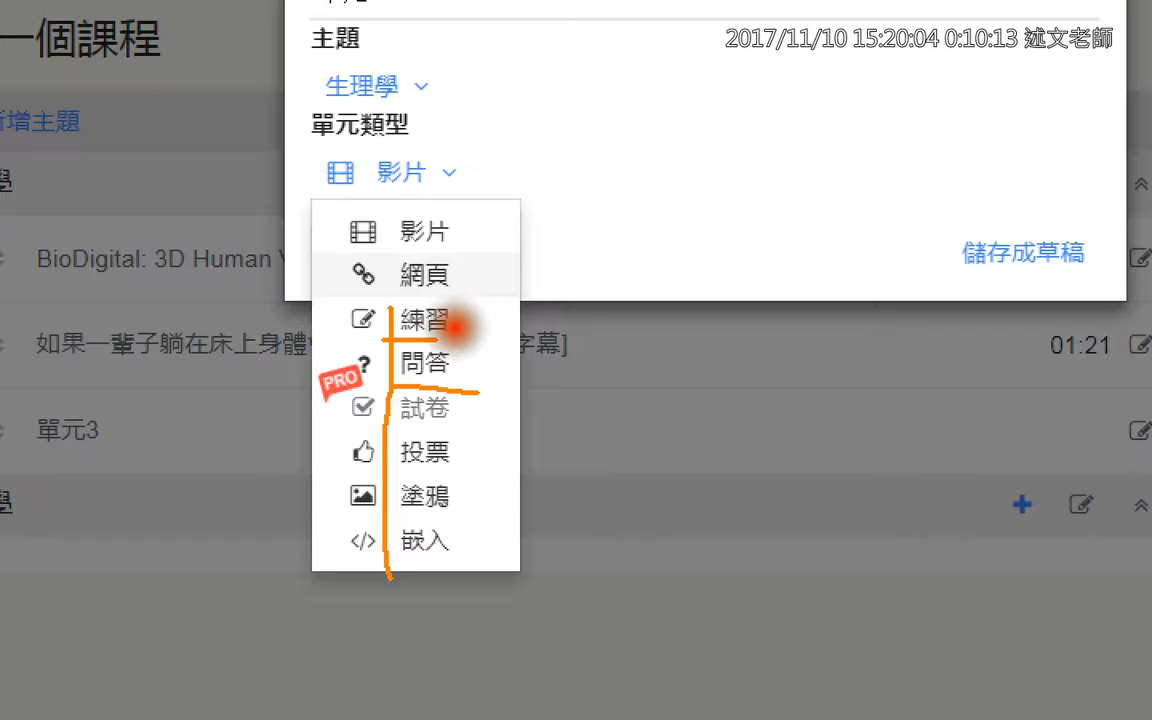 一個課程
主題
2017/11/10 15:20:04 0:10:13 述文老師
生理學
新增主題
單元類型
學
影片
影片
BioDigital: 3D Human
儲存成草稿
網頁
練習
如果一輩子躺在床上身體
字幕]
01:21
問答
PRO
試卷
單元3
投票
塗鴉
學
嵌入